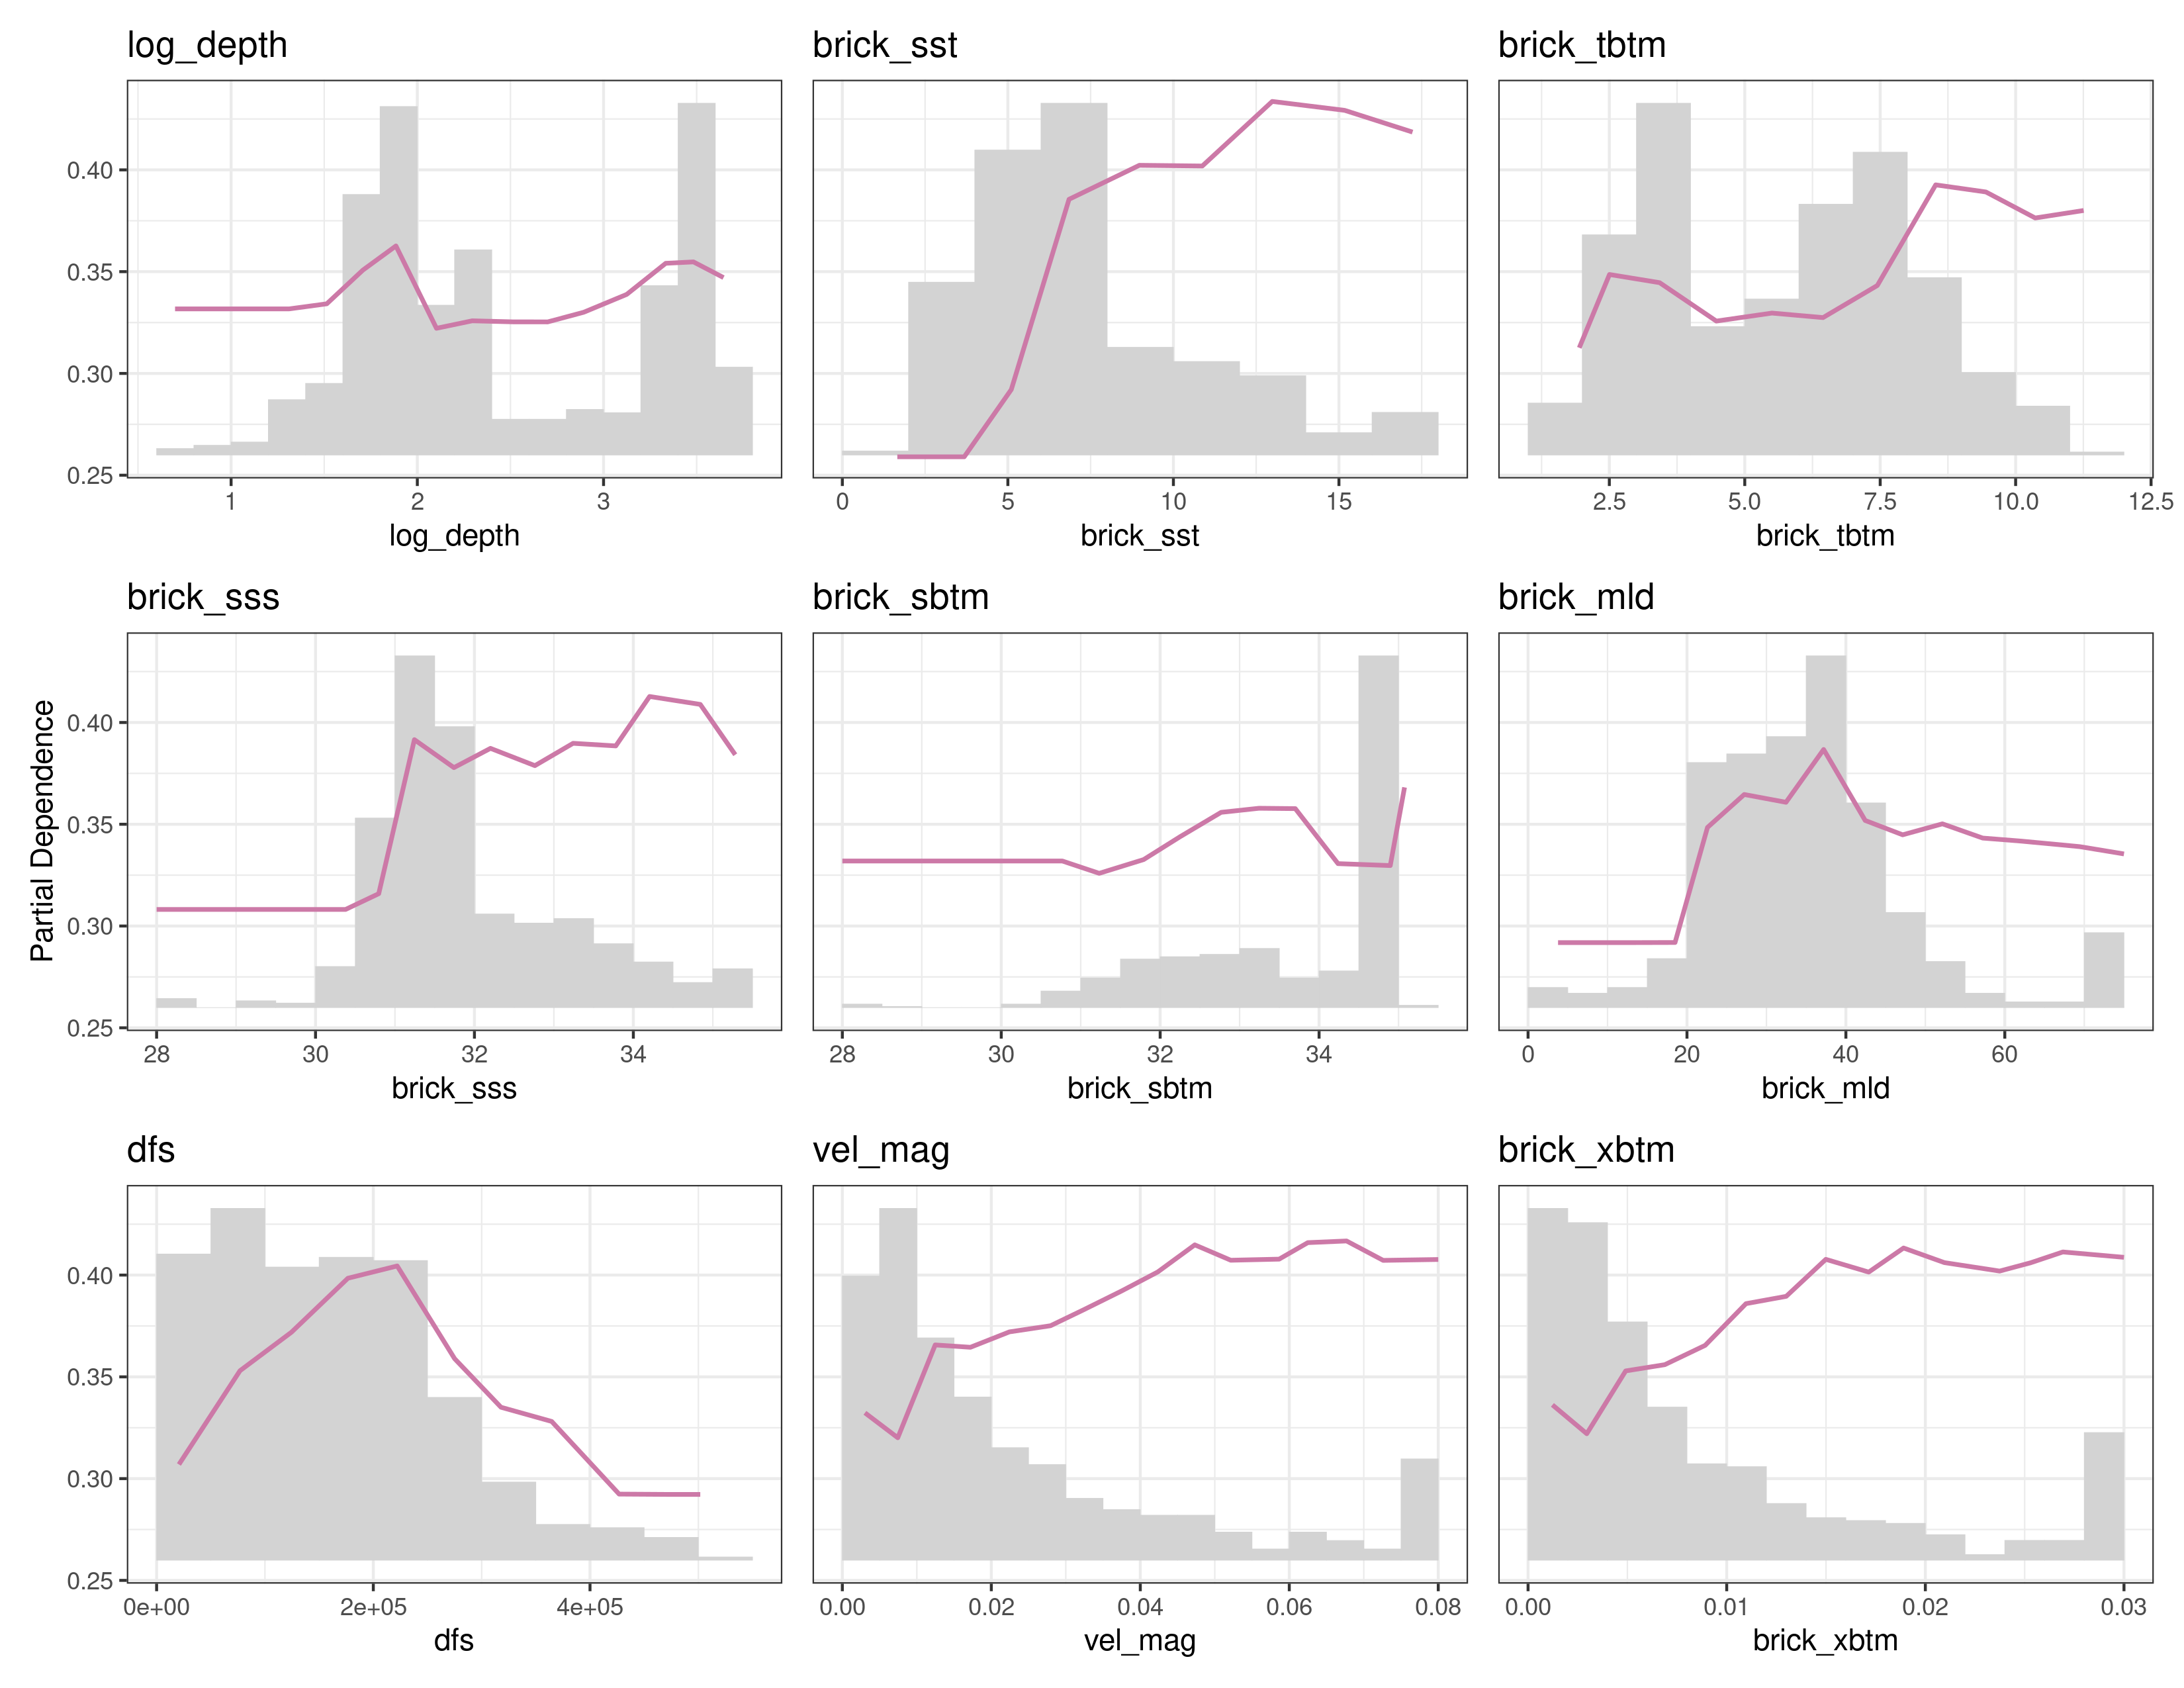 log_depth
brick_sst
brick_tbtm
0.40
0.35
0.30
0.25
1 2 3
0 5 10 15
2.5 5.0 7.5 10.0 12.5
log_depth
brick_sst
brick_tbtm
brick_sss
brick_sbtm
brick_mld
Partial Dependence
0.40
0.35
0.30
0.25
28 30 32 34
28 30 32 34
0 20 40 60
brick_sss
brick_sbtm
brick_mld
dfs
vel_mag
brick_xbtm
0.40
0.35
0.30
0.25
0e+00 2e+05 4e+05
0.00 0.02 0.04 0.06 0.08
0.00 0.01 0.02 0.03
dfs
vel_mag
brick_xbtm